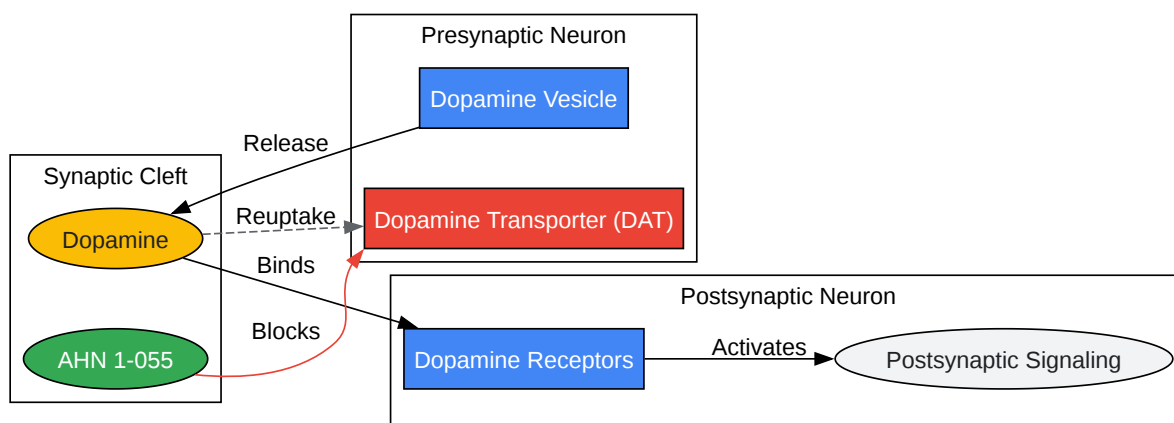 Presynaptic Neuron
Dopamine Vesicle
Release
Synaptic Cleft
Dopamine
Reuptake
Dopamine Transporter (DAT)
Binds
Postsynaptic Neuron
Blocks
AHN 1-055
Dopamine Receptors
Activates
Postsynaptic Signaling